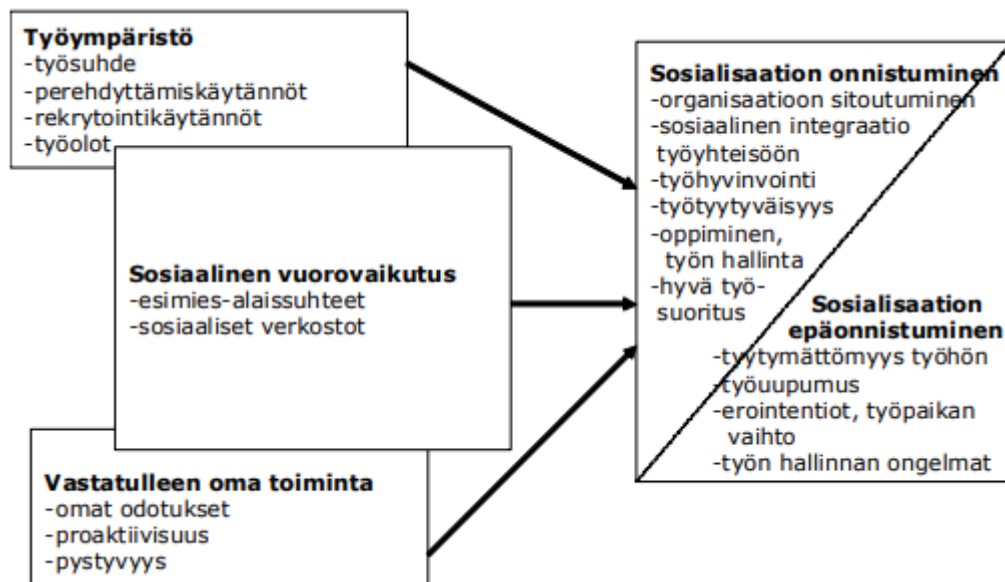 Työympäristö
-työsuhde
-perehdyttämiskäytännöt
-rekrytointikäytännöt
-työolot
Sosiaalinen vuorovaikutus
-esimies-alaissuhteet
-sosiaaliset verkostot
Vastatulleen oma toiminta
-omat odotukset
-proaktiivisuus
-pystyvyys
Sosialisaation onnistuminen
-organisaatioon sitoutuminen
-sosiaalinen integraatio
työyhteisöön
-työhyvinvointi
-työtyytyväisyys
-oppiminen,
työn hallinta
-hyvä työ-
suoritus
Sosialisaation
epäonnistuminen
-tyytymättömyys työhön
-työuupumus
-erointentiot, työpaikan
vaihto
-työn hallinnan ongelmat